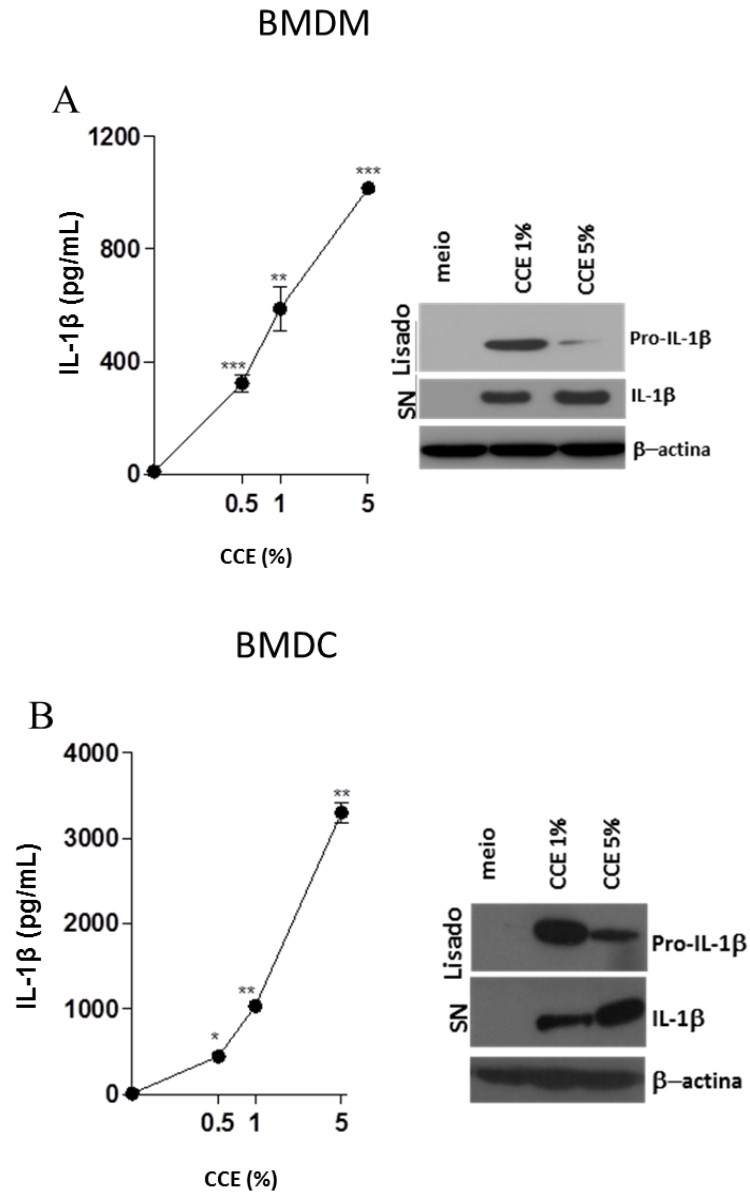 BMDM
A
1200
800
400
0
IL-1β (pg/mL)
***
**
***
0.5 1 5
CCE (%)
meio
CCE 1%
CCE 5%
Lisado
SN
Pro-IL-1β
IL-1β
β–actina
BMDC
B
4000
3000
2000
1000
0
IL-1β (pg/mL)
*
**
**
0.5 1 5
CCE (%)
meio
CCE 1%
CCE 5%
Lisado
SN
Pro-IL-1β
IL-1β
β–actina